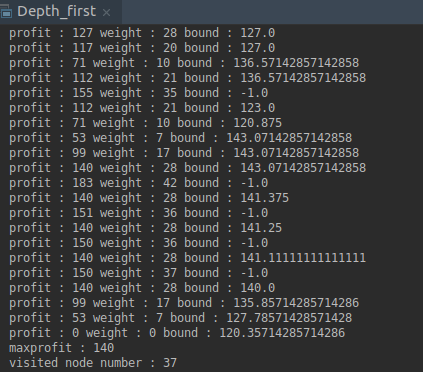 Depth_first ×
profit : 127 weight : 28 bound : 127.0
profit : 117 weight : 20 bound : 127.0
profit : 71 weight : 10 bound : 136.57142857142858
profit : 112 weight : 21 bound : 136.57142857142858
profit : 155 weight : 35 bound : -1.0
profit : 112 weight : 21 bound : 123.0
profit : 71 weight : 10 bound : 120.875
profit : 53 weight : 7 bound : 143.07142857142858
profit : 99 weight : 17 bound : 143.07142857142858
profit : 140 weight : 28 bound : 143.07142857142858
profit : 183 weight : 42 bound : -1.0
profit : 140 weight : 28 bound : 141.375
profit : 151 weight : 36 bound : -1.0
profit : 140 weight : 28 bound : 141.25
profit : 150 weight : 36 bound : -1.0
profit : 140 weight : 28 bound : 141.11111111111111
profit : 150 weight : 37 bound : -1.0
profit : 140 weight : 28 bound : 140.0
profit : 99 weight : 17 bound : 135.85714285714286
profit : 53 weight : 7 bound : 127.78571428571428
profit : 0 weight : 0 bound : 120.35714285714286
maxprofit : 140
visited node number : 37